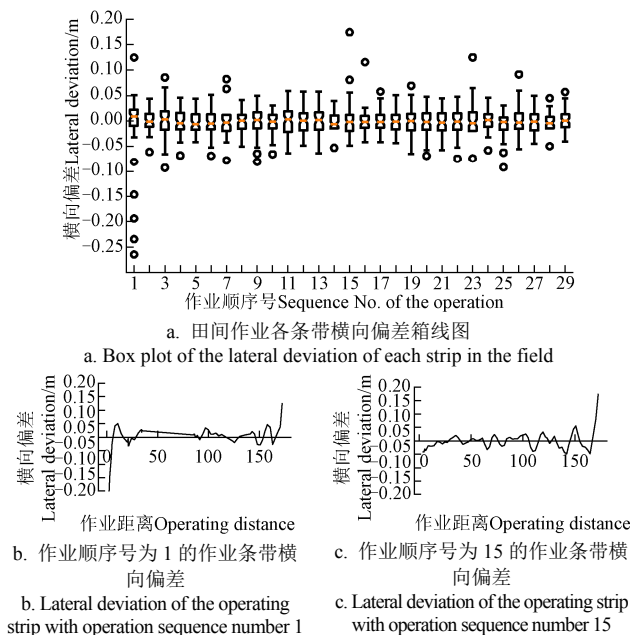 0.20
0.15
0.10
0.05
0.00
−0.05
−0.10
−0.15
−0.20
−0.25
横向偏差Lateral deviation/m
1 3 5 7 9 11 13 15 17 19 21 23 25 27 29
作业顺序号Sequence No. of the operation
a. 田间作业各条带横向偏差箱线图
a. Box plot of the lateral deviation of each strip in the field
横向偏差
Lateral deviation/m
0.20
0.15
0.10
0.05
−0.05
−0.10
−0.15
−0.20
0 50 100 150
作业距离Operating distance
b. 作业顺序号为 1 的作业条带横
向偏差
b. Lateral deviation of the operating
strip with operation sequence number 1
横向偏差
Lateral deviation/m
0.20
0.15
0.10
0.05
−0.05
−0.10
−0.15
−0.20
0 50 100 150
作业距离Operating distance
c. 作业顺序号为 15 的作业条带横
向偏差
c. Lateral deviation of the operating strip
with operation sequence number 15